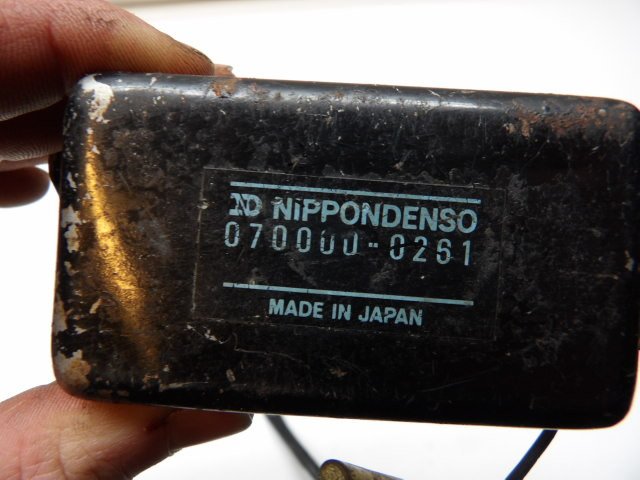 ND NIPPONDENSO
070000-0261
MADE IN JAPAN